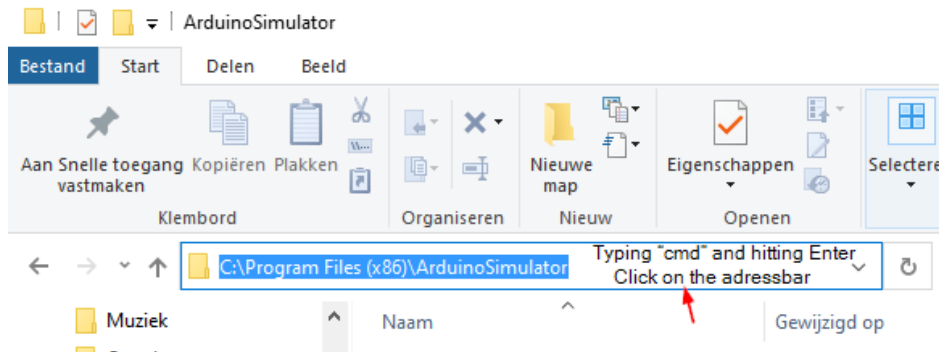 ArduinoSimulator
Bestand Start Delen Beeld
Aan Snelle toegang vastmaken Kopiëren Plakken
Nieuwe map
Eigenschappen
Selectere
Klembord Organiseren Nieuw Openen
C:\Program Files (x86)\ArduinoSimulator
Typing "cmd" and hitting Enter
Click on the adressbar
Muziek
Naam Gewijzigd op